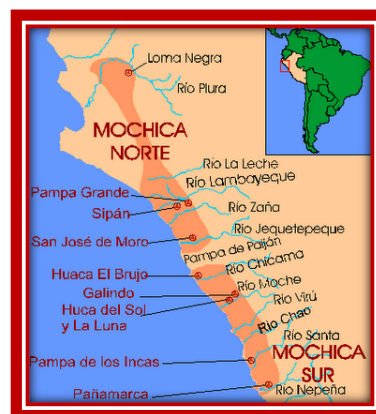 Loma Negra
Río Piura
MOCHICA
NORTE
Río La Leche
Río Lambayeque
Pampa Grande
Sipán
Río Zaña
San José de Moro
Río Jequetepeque
Pampa de Paiján
Huaca El Brujo
Río Chicama
Galindo
Río Moche
Huca del Sol
y La Luna
Río Virú
Río Chao
Río Santa
Pampa de los Incas
MOCHICA
SUR
Pañamarca
Río Nepeña